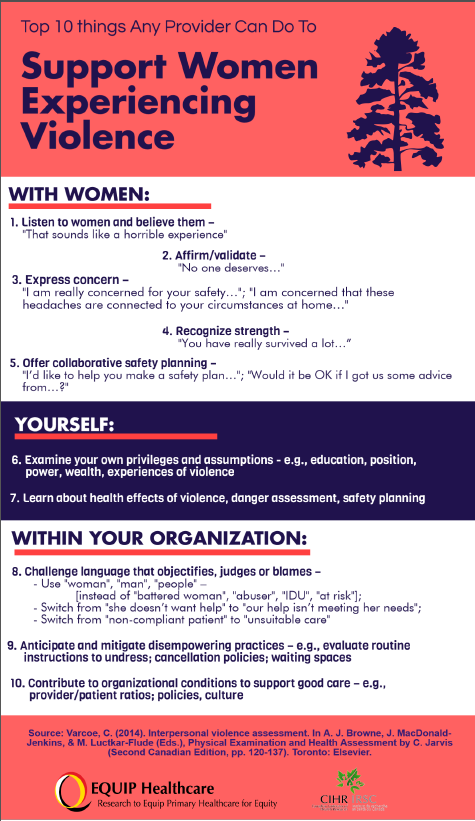 Top 10 things Any Provider Can Do To
Support Women
Experiencing
Violence
WITH WOMEN:
1. Listen to women and believe them –
"That sounds like a horrible experience"
2. Affirm/validate –
"No one deserves…"
3. Express concern –
"I am really concerned for your safety…"; "I am concerned that these
headaches are connected to your circumstances at home…"
4. Recognize strength –
"You have really survived a lot…"
5. Offer collaborative safety planning –
"I'd like to help you make a safety plan…"; "Would it be OK if I got us some advice
from…?"
YOURSELF:
6. Examine your own privileges and assumptions - e.g., education, position,
power, wealth, experiences of violence
7. Learn about health effects of violence, danger assessment, safety planning
WITHIN YOUR ORGANIZATION:
8. Challenge language that objectifies, judges or blames –
- Use "woman", "man", "people" –
[instead of "battered woman", "abuser", "IDU", "at risk"];
- Switch from "she doesn't want help" to "our help isn't meeting her needs";
- Switch from "non-compliant patient" to "unsuitable care"
9. Anticipate and mitigate disempowering practices – e.g., evaluate routine
instructions to undress; cancellation policies; waiting spaces
10. Contribute to organizational conditions to support good care – e.g.,
provider/patient ratios; policies, culture
Source: Varcoe, C. (2014). Interpersonal violence assessment. In A. J. Browne, J. MacDonald-
Jenkins, & M. Luctkar-Flude (Eds.), Physical Examination and Health Assessment by C. Jarvis
(Second Canadian Edition, pp. 120-137). Toronto: Elsevier.
EQUIP Healthcare
Research to Equip Primary Healthcare for Equity
CIHR IRSC